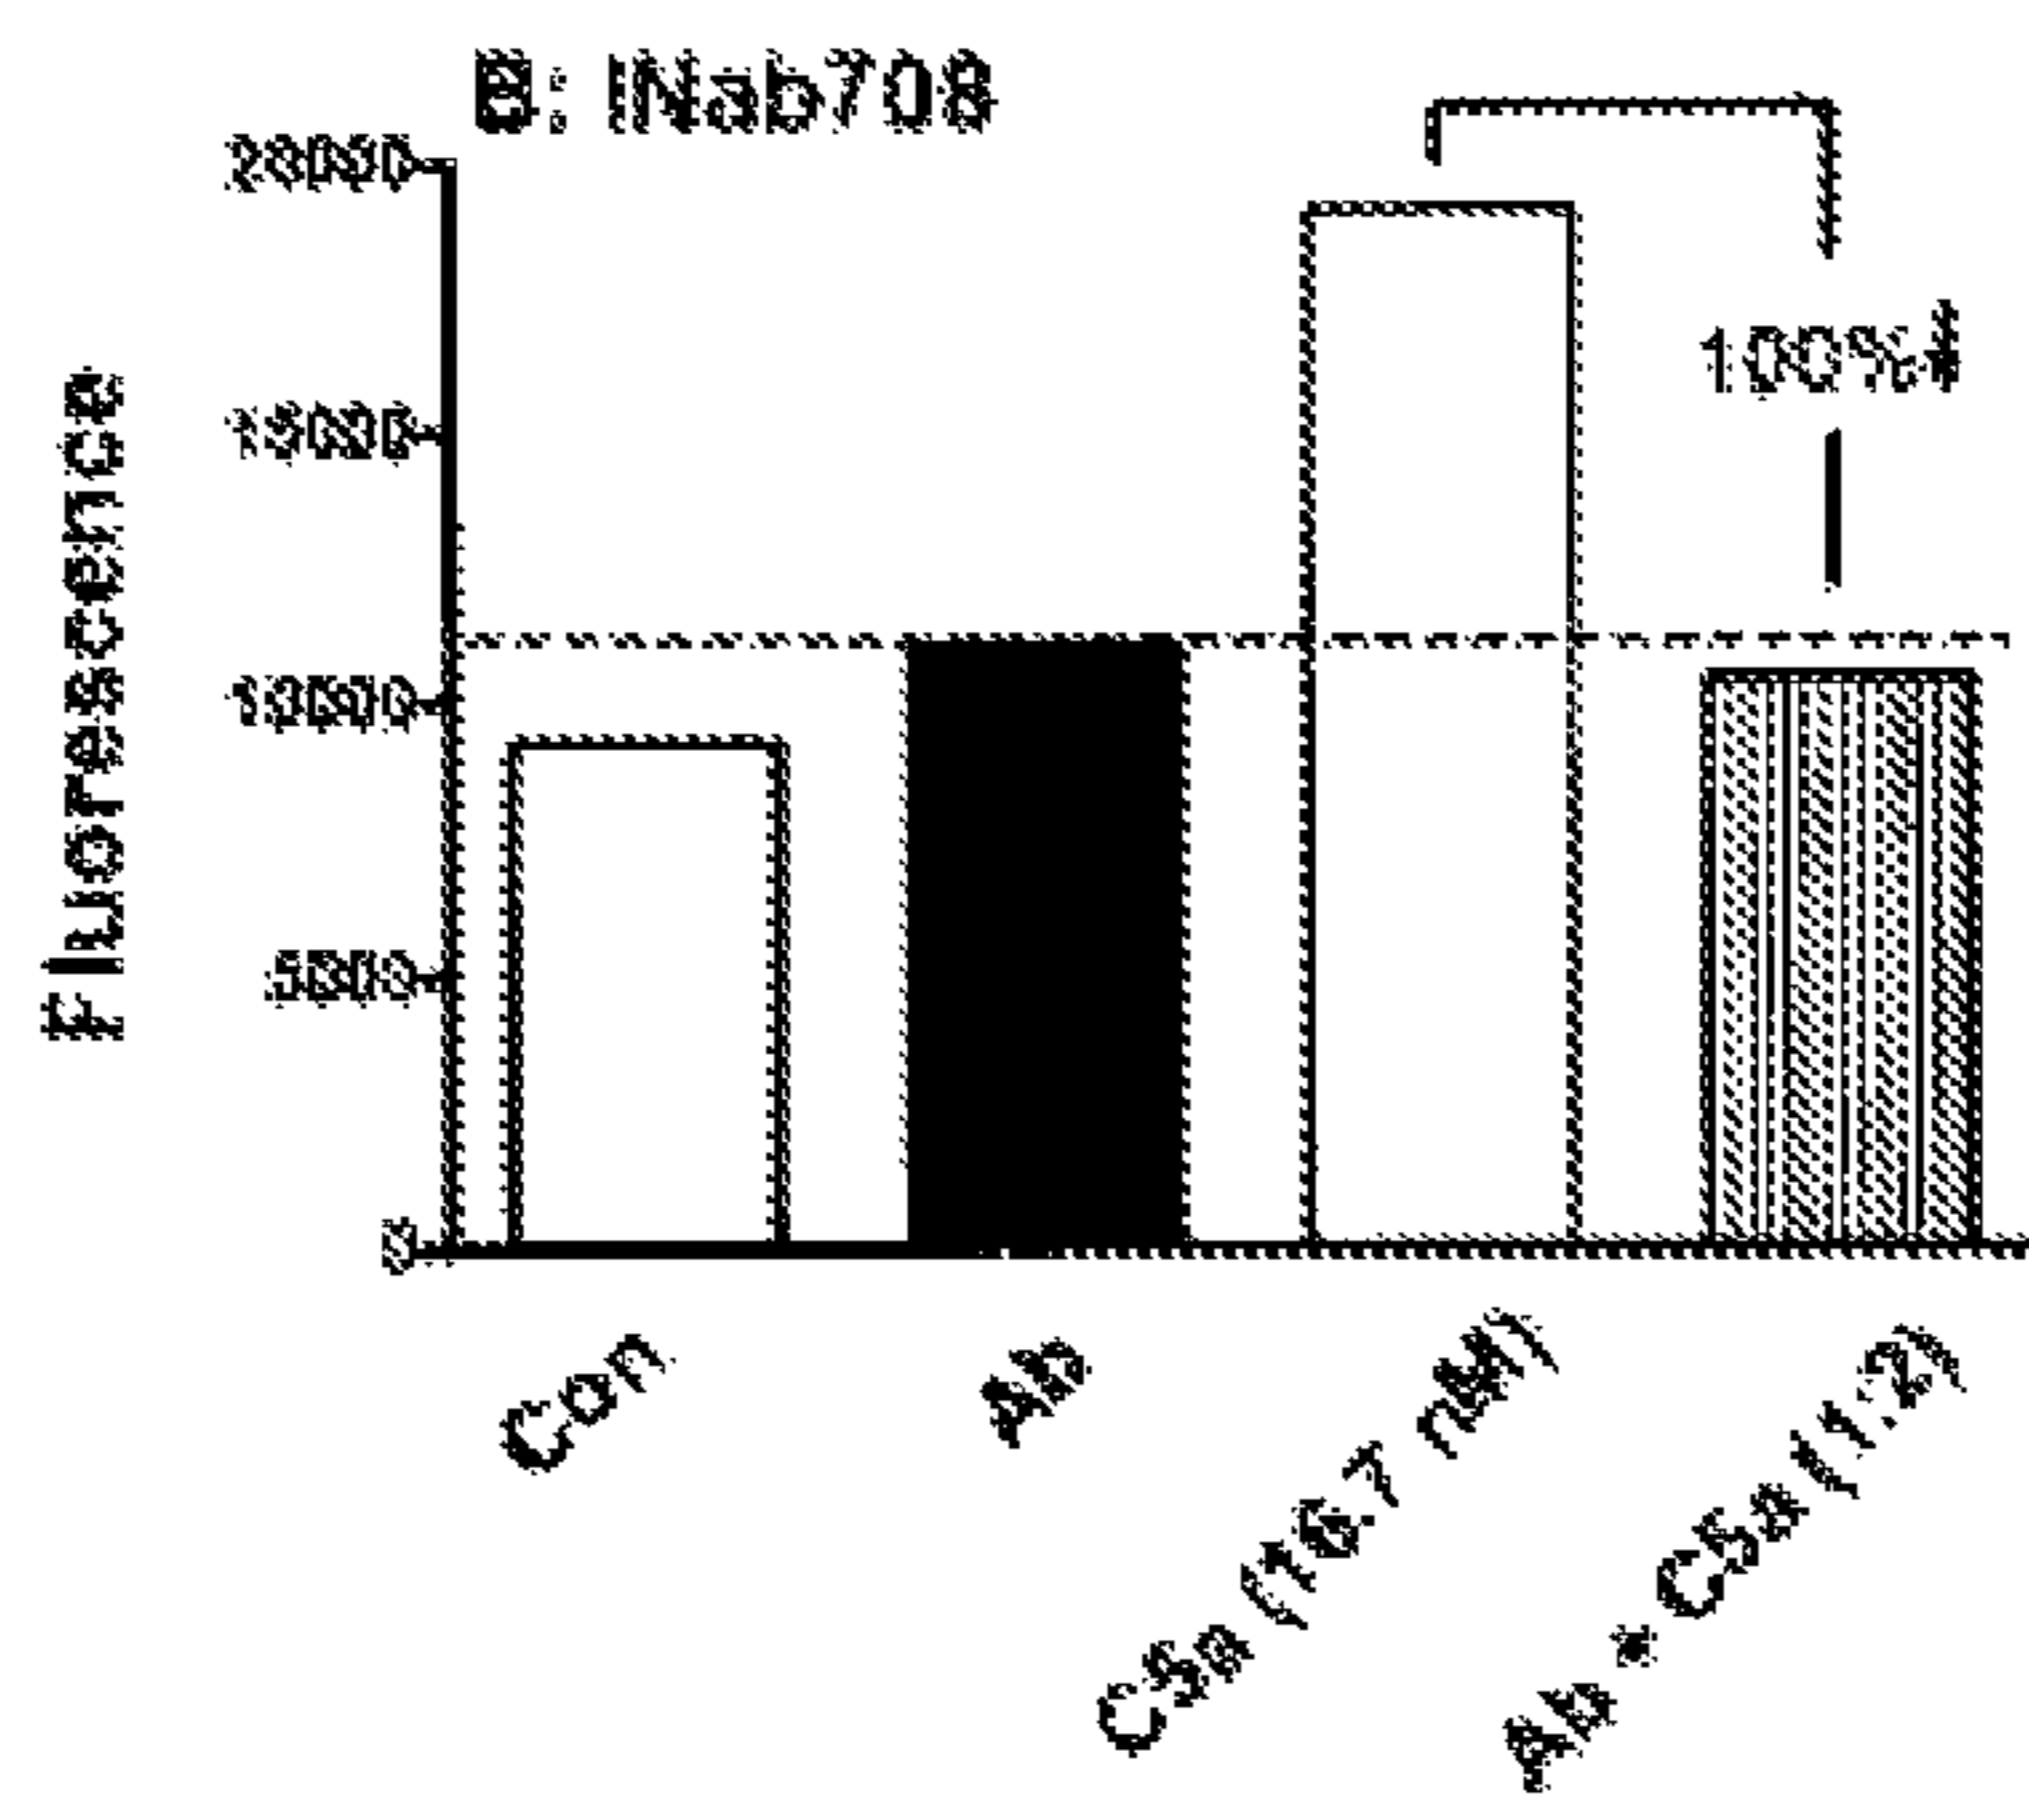 B: INab708
Fluorescence
20000
15000
10000
5000
0
100%↓
Con
Ab
C5a (16.7 nM)
Ab + C5a (1:2)